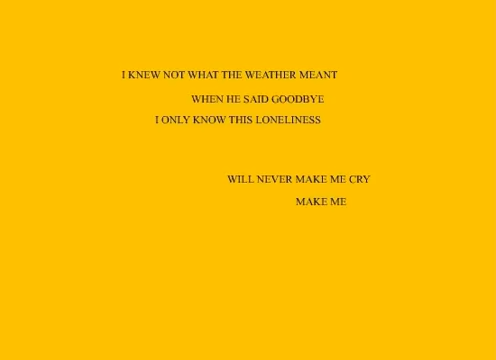 I KNEW NOT WHAT THE WEATHER MEANT
WHEN HE SAID GOODBYE
I ONLY KNOW THIS LONELINESS
WILL NEVER MAKE ME CRY
MAKE ME